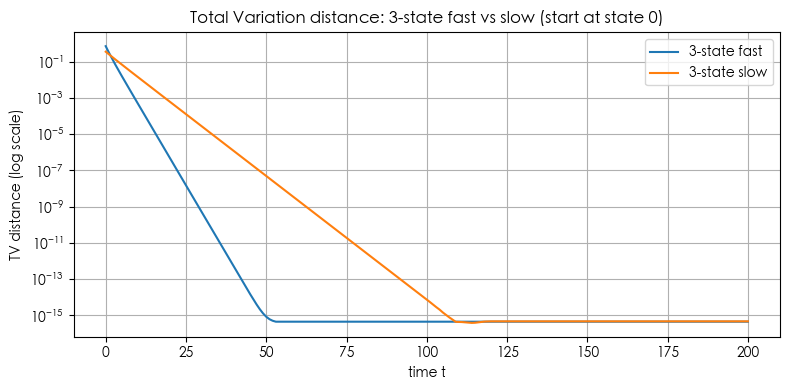 Total Variation distance: 3-state fast vs slow (start at state 0)
TV distance (log scale)
10⁻¹
10⁻³
10⁻⁵
10⁻⁷
10⁻⁹
10⁻¹¹
10⁻¹³
10⁻¹⁵
3-state fast
3-state slow
0 25 50 75 100 125 150 175 200
time t